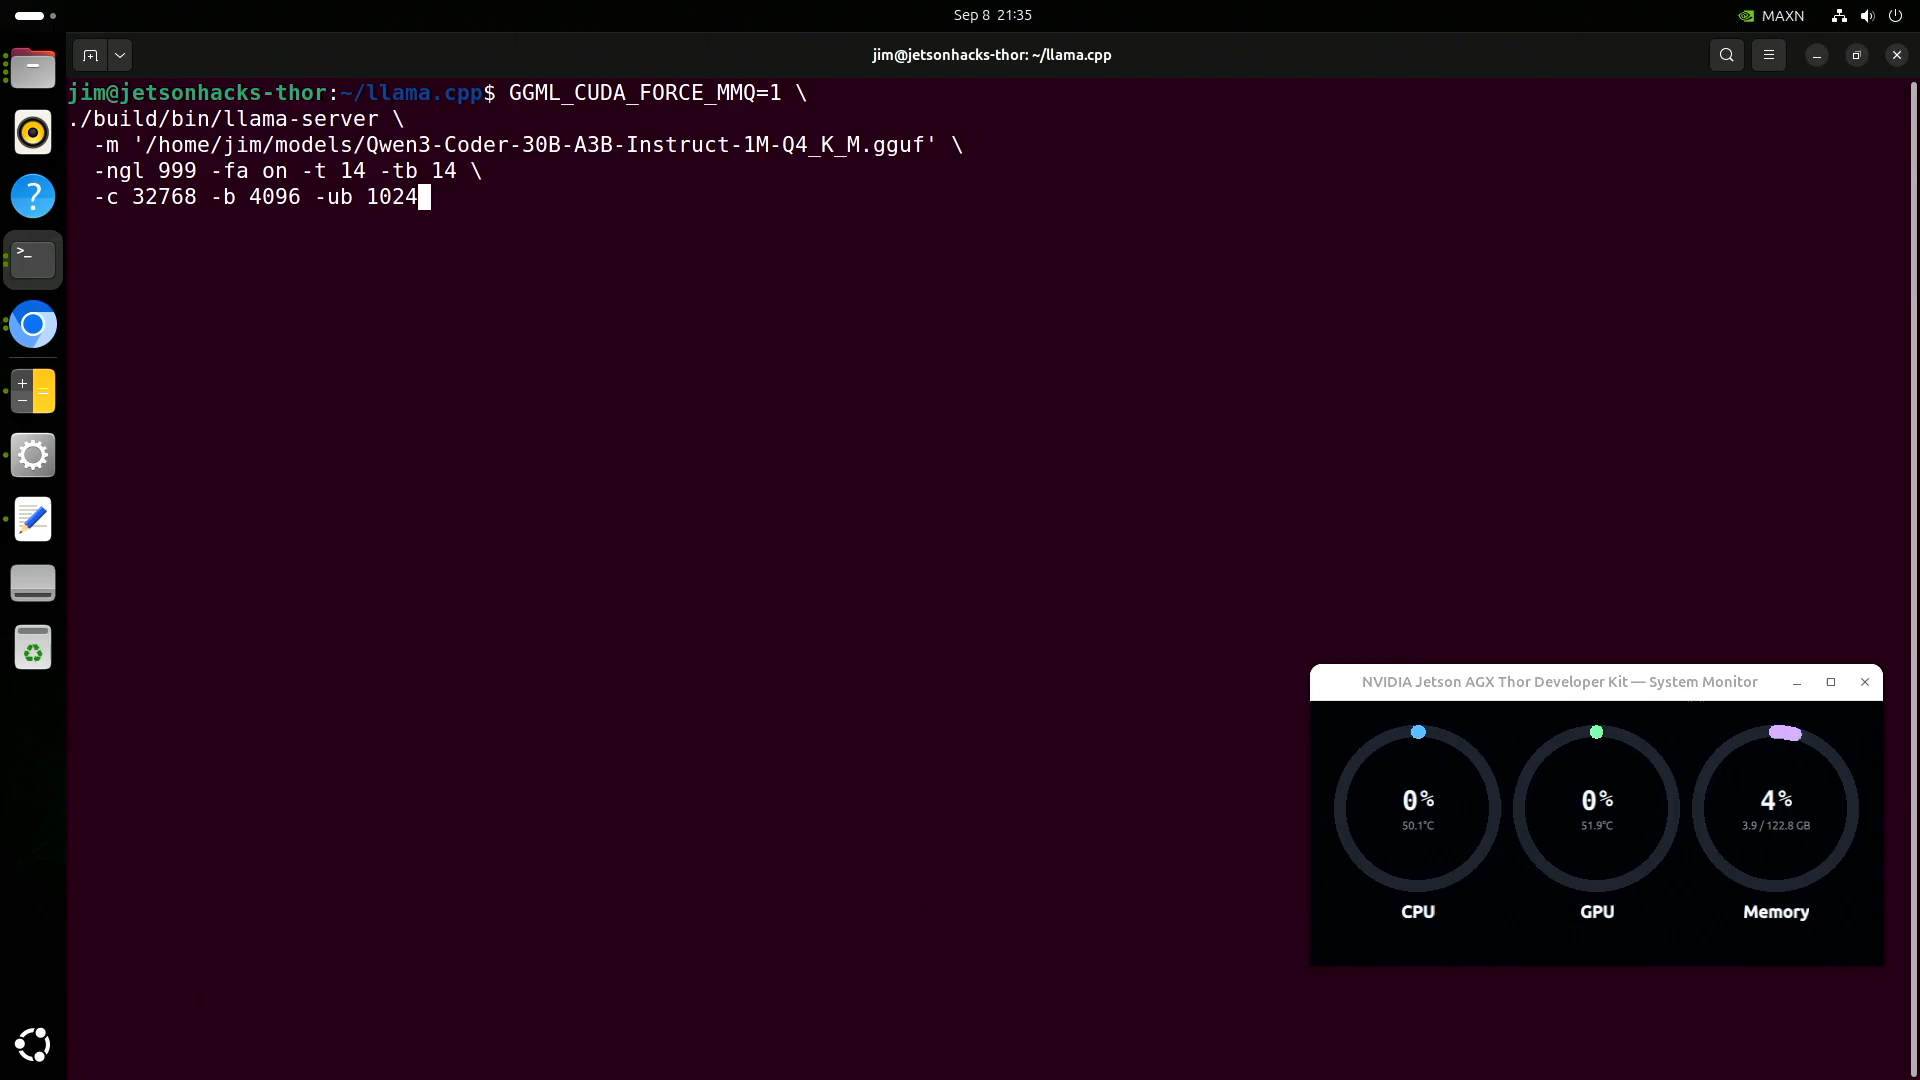 Sep 8 21:35
MAXN
jim@jetsonhacks-thor: ~/llama.cpp
jim@jetsonhacks-thor:~/llama.cpp$ GGML_CUDA_FORCE_MMQ=1 \
./build/bin/llama-server \
-m '/home/jim/models/Qwen3-Coder-30B-A3B-Instruct-1M-Q4_K_M.gguf' \
-ngl 999 -fa on -t 14 -tb 14 \
-c 32768 -b 4096 -ub 1024
NVIDIA Jetson AGX Thor Developer Kit — System Monitor
0%
50.1°C
CPU
0%
51.9°C
GPU
4%
3.9 / 122.8 GB
Memory